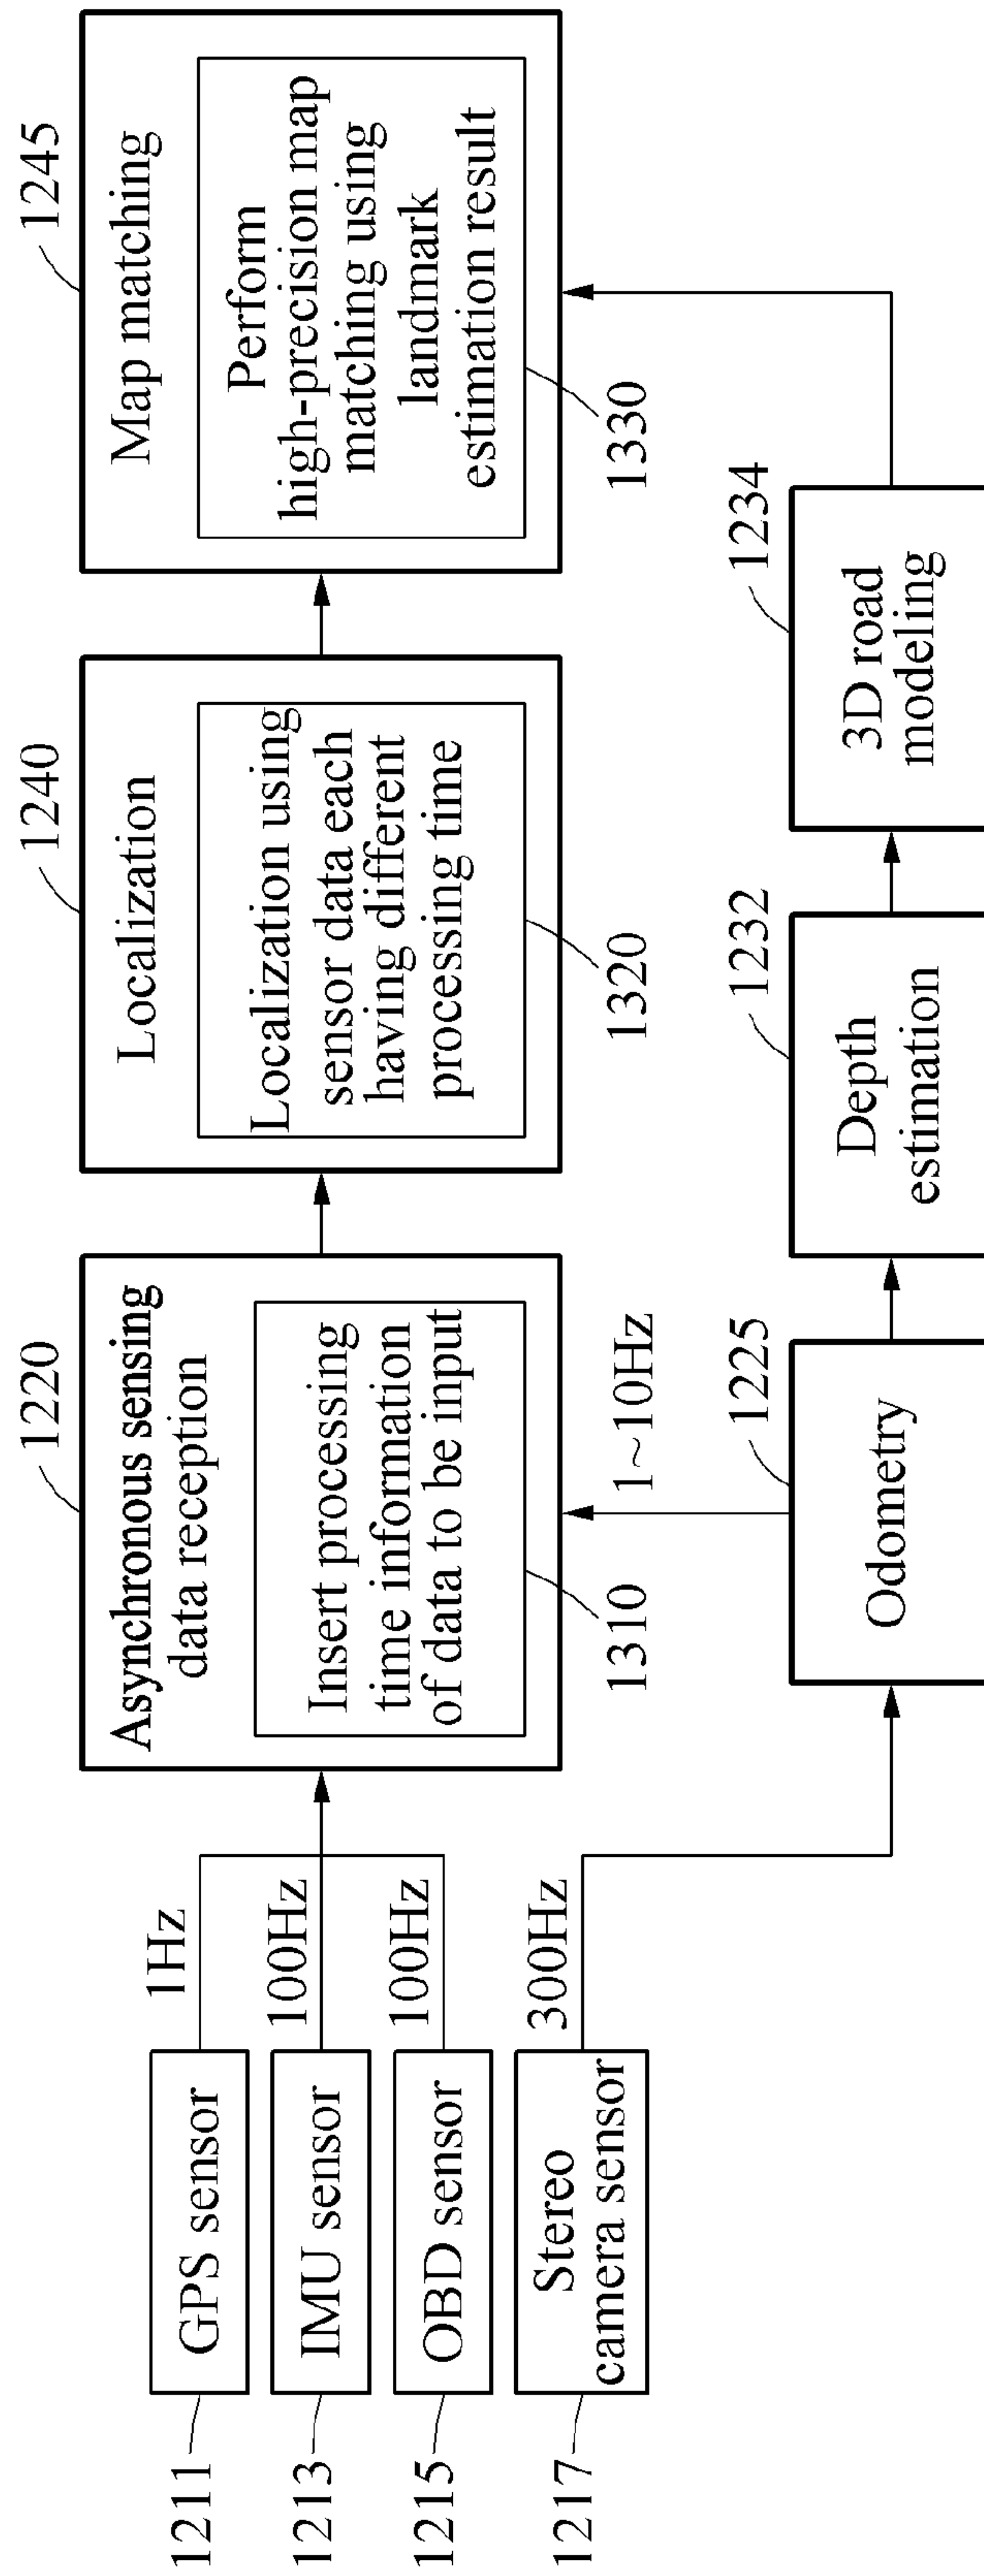 1211
GPS sensor
1Hz
1213
IMU sensor
100Hz
1215
OBD sensor
100Hz
1217
Stereo
camera sensor
300Hz
1220
Asynchronous sensing
data reception
Insert processing
time information
of data to be input
1310
1~10Hz
1225
Odometry
1240
Localization
Localization using
sensor data each
having different
processing time
1320
1232
Depth
estimation
1234
3D road
modeling
1245
Map matching
Perform
high-precision map
matching using
landmark
estimation result
1330